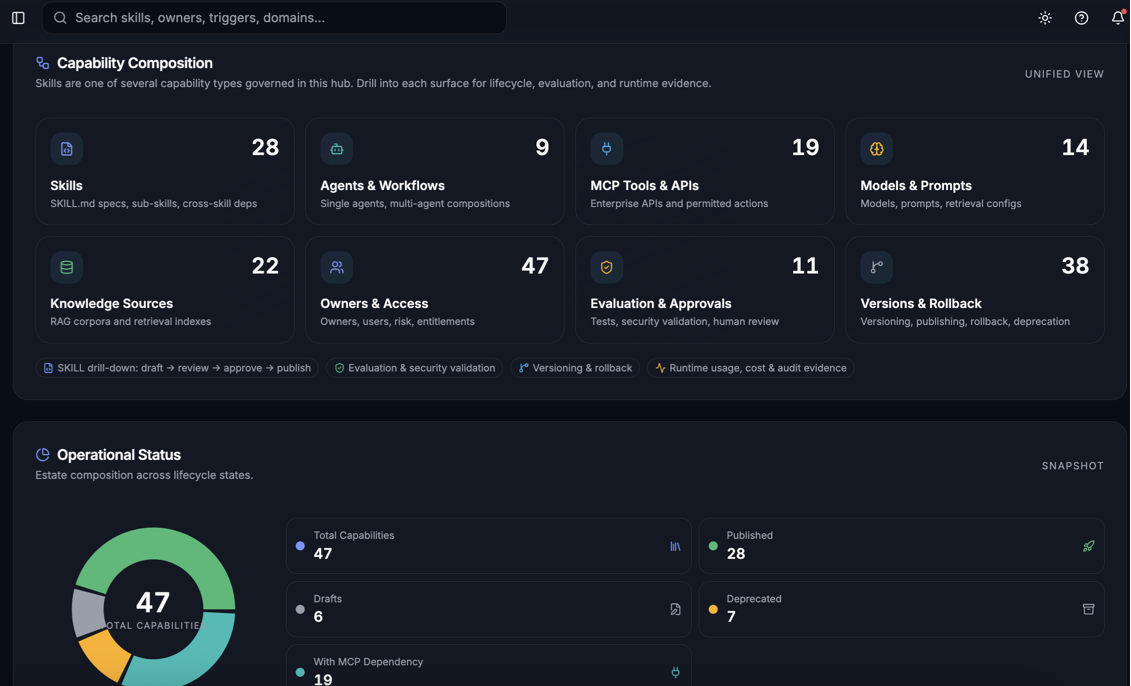 Search skills, owners, triggers, domains...
Capability Composition
Skills are one of several capability types governed in this hub. Drill into each surface for lifecycle, evaluation, and runtime evidence.
UNIFIED VIEW
28
Skills
SKILL.md specs, sub-skills, cross-skill deps
9
Agents & Workflows
Single agents, multi-agent compositions
19
MCP Tools & APIs
Enterprise APIs and permitted actions
14
Models & Prompts
Models, prompts, retrieval configs
22
Knowledge Sources
RAG corpora and retrieval indexes
47
Owners & Access
Owners, users, risk, entitlements
11
Evaluation & Approvals
Tests, security validation, human review
38
Versions & Rollback
Versioning, publishing, rollback, deprecation
SKILL drill-down: draft → review → approve → publish
Evaluation & security validation
Versioning & rollback
Runtime usage, cost & audit evidence
Operational Status
Estate composition across lifecycle states.
SNAPSHOT
47
OTAL CAPABILITIE
Total Capabilities
47
Published
28
Drafts
6
Deprecated
7
With MCP Dependency
19